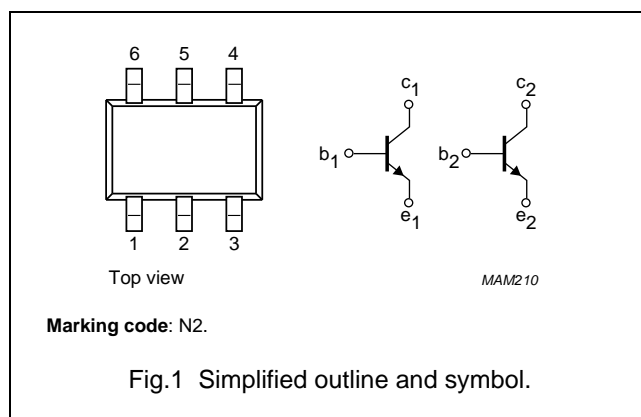 6 5 4
1 2 3
Top view
c1 c2
b1 b2
e1 e2
MAM210
Marking code: N2.
Fig.1 Simplified outline and symbol.